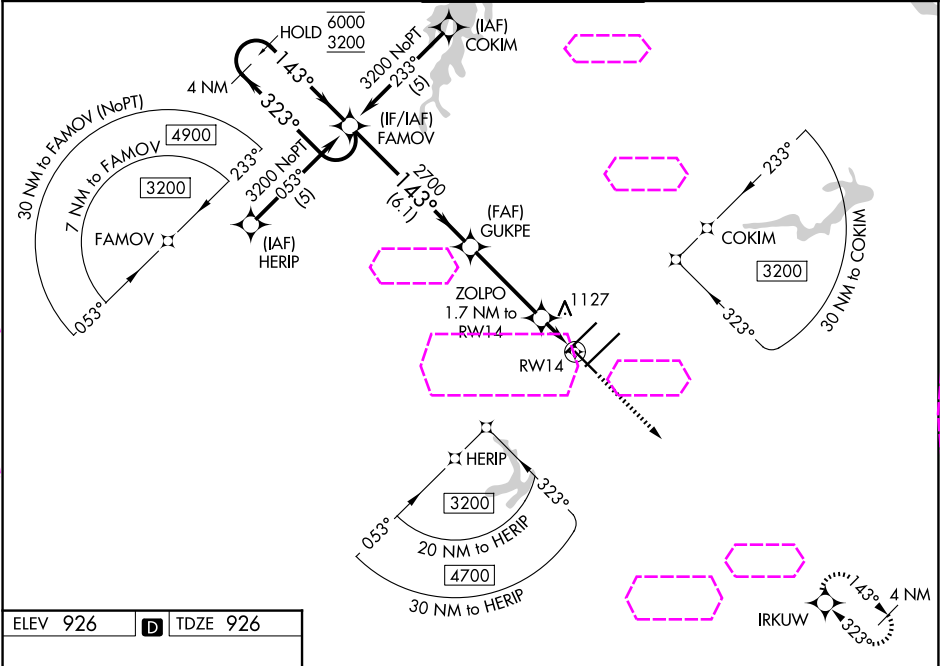 HOLD
6000
3200
(IAF)
COKIM
3200 NoPT
233°
(5)
143°
4 NM
323°
(IF/IAF)
FAMOV
30 NM to FAMOV (NoPT)
4900
7 NM to FAMOV
3200
233°
FAMOV
053°
3200 NoPT
053°
(5)
(IAF)
HERIP
2700
143°
(6.1)
(FAF)
GUKPE
233°
COKIM
3200
323°
30 NM to COKIM
ZOLPO
1.7 NM to
RW14
1127
RW14
HERIP
3200
053°
323°
20 NM to HERIP
4700
30 NM to HERIP
143°
4 NM
IRKUW
323°
ELEV 926
D
TDZE 926